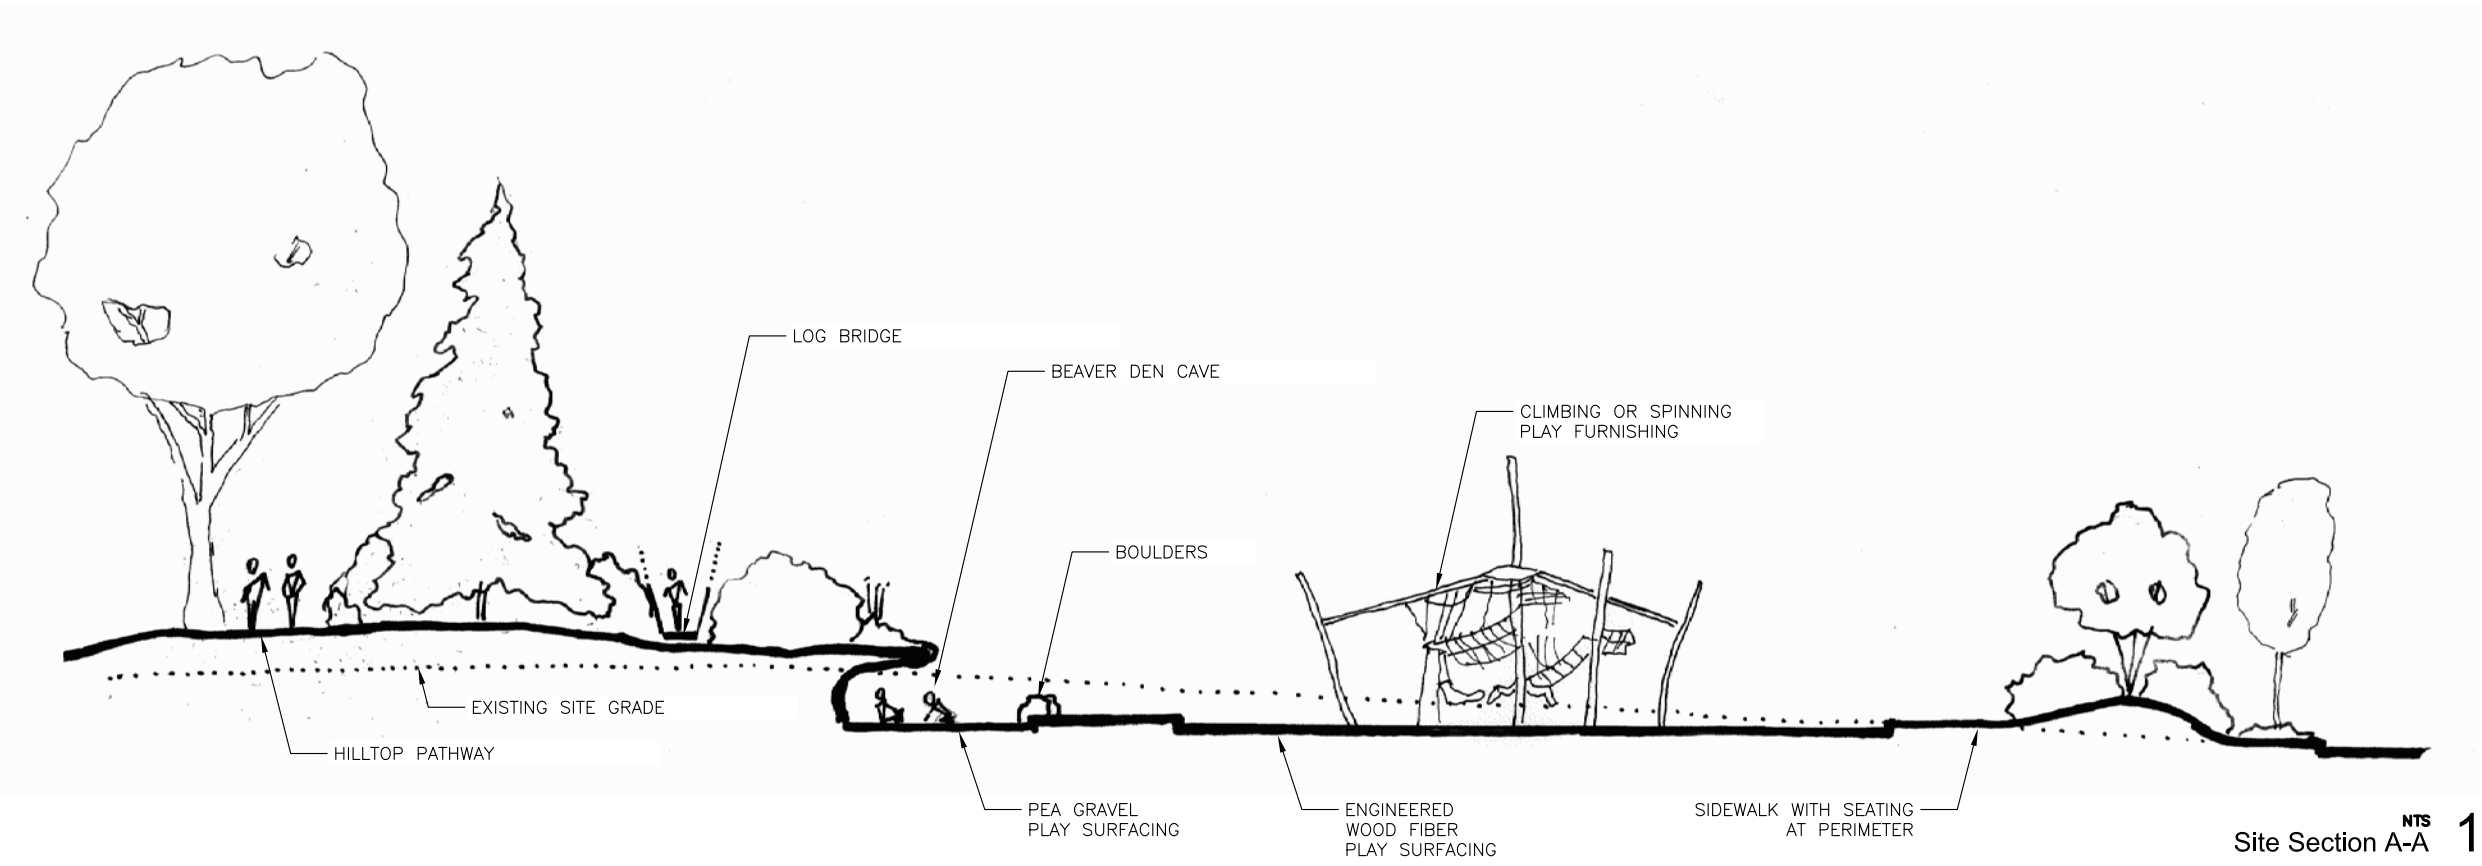 LOG BRIDGE
BEAVER DEN CAVE
CLIMBING OR SPINNING
PLAY FURNISHING
BOULDERS
EXISTING SITE GRADE
HILLTOP PATHWAY
PEA GRAVEL
PLAY SURFACING
ENGINEERED
WOOD FIBER
PLAY SURFACING
SIDEWALK WITH SEATING
AT PERIMETER
NTS
Site Section A-A 1